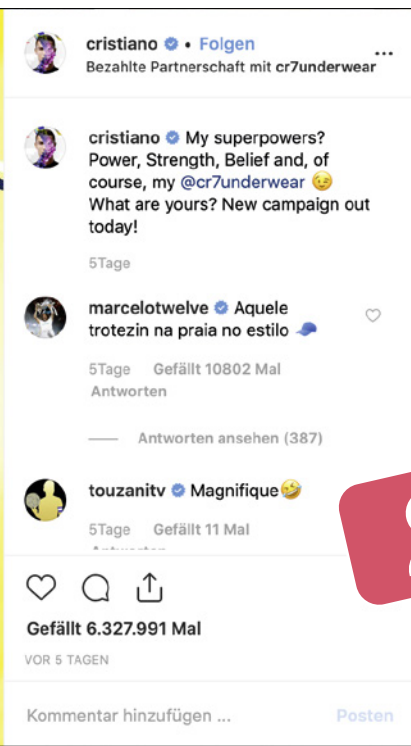 cristiano • Folgen
Bezahlte Partnerschaft mit cr7underwear
cristiano My superpowers?
Power, Strength, Belief and, of
course, my @cr7underwear 😉
What are yours? New campaign out
today!
5Tage
marcelotwelve Aquele
trotezin na praia no estilo 🧢
5Tage Gefällt 10802 Mal
Antworten
Antworten ansehen (387)
touzanitv Magnifique🤣
5Tage Gefällt 11 Mal
Gefällt 6.327.991 Mal
VOR 5 TAGEN
Kommentar hinzufügen ... Posten